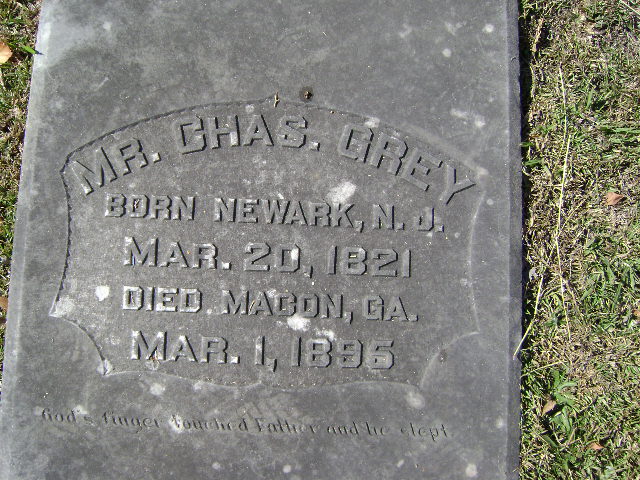 MR. CHAS. GREY
BORN NEWARK, N. J.
MAR. 20, 1821
DIED MACON, GA.
MAR. 1, 1895
God's finger touched Father and he slept.